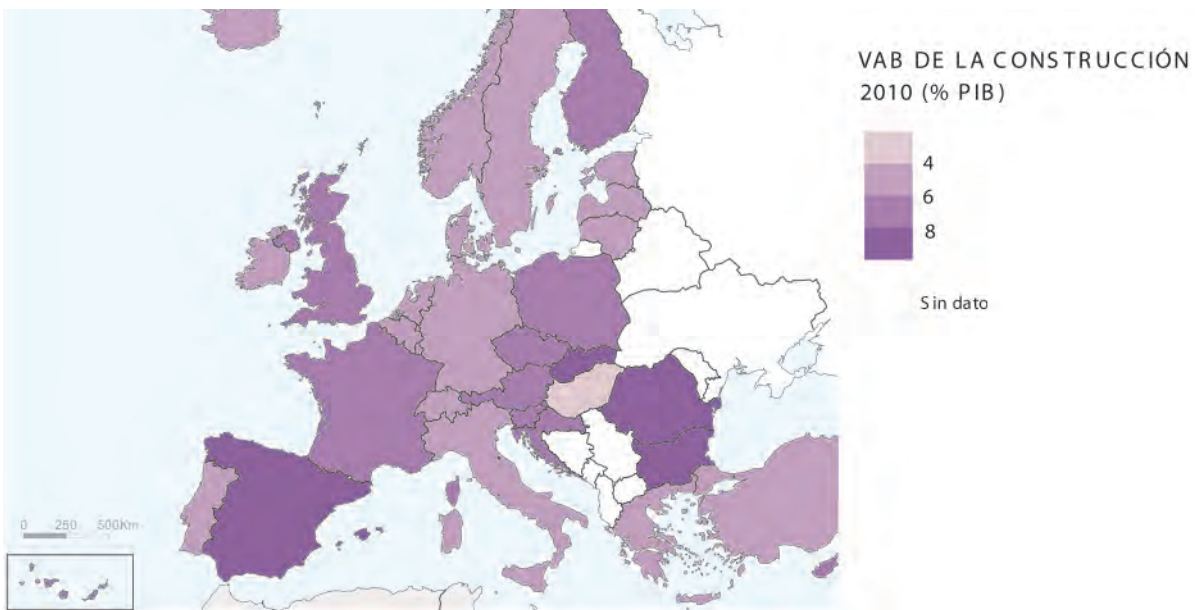 VAB DE LA CONSTRUCCIÓN
2010 (% PIB)
4
6
8
Sin dato
0 250 500Km